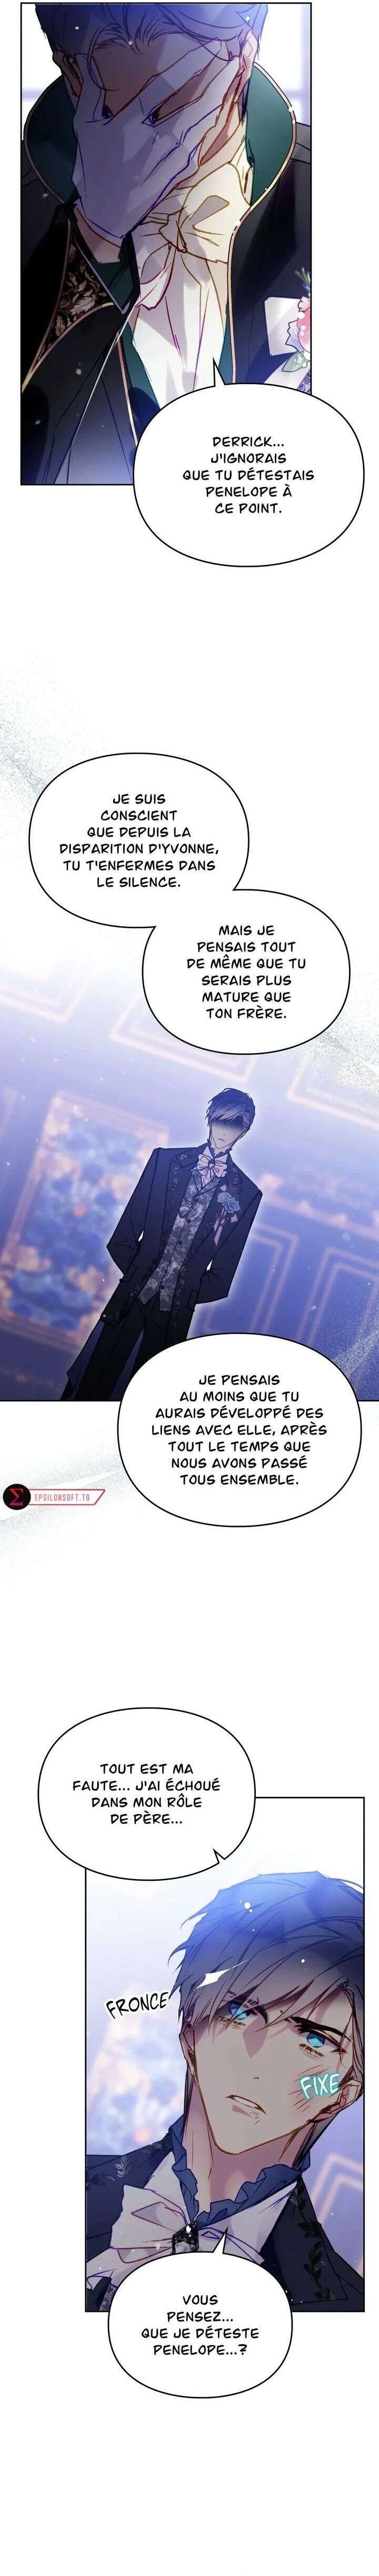 DERRICK...
J'IGNORAIS
QUE TU DÉTESTAIS
PENELOPE À
CE POINT.
JE SUIS
CONSCIENT
QUE DEPUIS LA
DISPARITION D'YVONNE,
TU T'ENFERMES DANS
LE SILENCE.
MAIS JE
PENSAIS TOUT
DE MÊME QUE TU
SERAIS PLUS
MATURE QUE
TON FRÈRE.
JE PENSAIS
AU MOINS QUE TU
AURAIS DÉVELOPPÉ DES
LIENS AVEC ELLE, APRÈS
TOUT LE TEMPS QUE
NOUS AVONS PASSÉ
TOUS ENSEMBLE.
EPSILONSOFT.TO
TOUT EST MA
FAUTE... J'AI ÉCHOUÉ
DANS MON RÔLE
DE PÈRE...
FRONCE
FIXE
VOUS
PENSEZ...
QUE JE DÉTESTE
PENELOPE...?